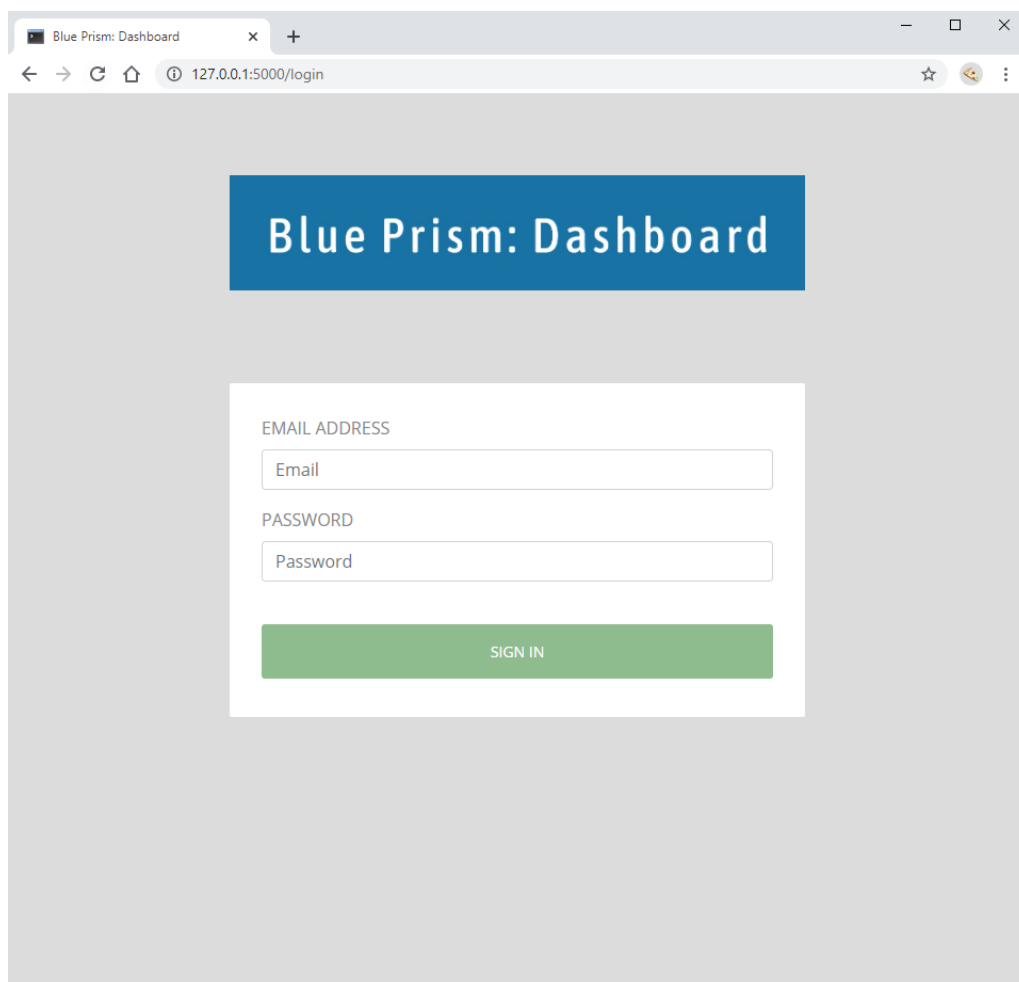 Blue Prism: Dashboard
127.0.0.1:5000/login
Blue Prism: Dashboard
EMAIL ADDRESS
Email
PASSWORD
Password
SIGN IN